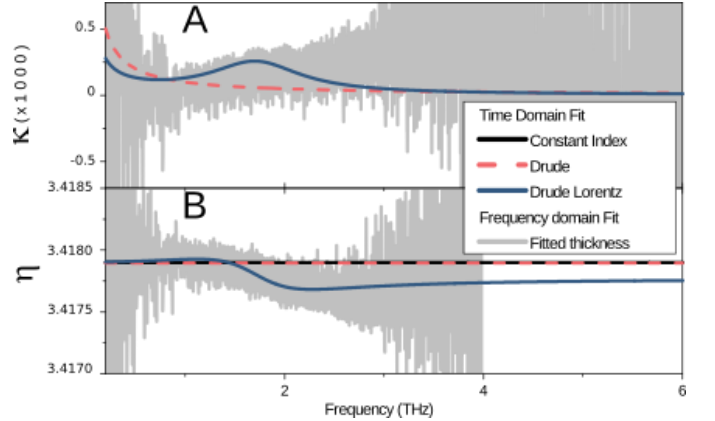 A
0.5
0
-0.5
κ (x1000)
Time Domain Fit
Constant Index
Drude
Drude Lorentz
Frequency domain Fit
Fitted thickness
B
3.4185
3.4180
3.4175
3.4170
η
2
4
6
Frequency (THz)